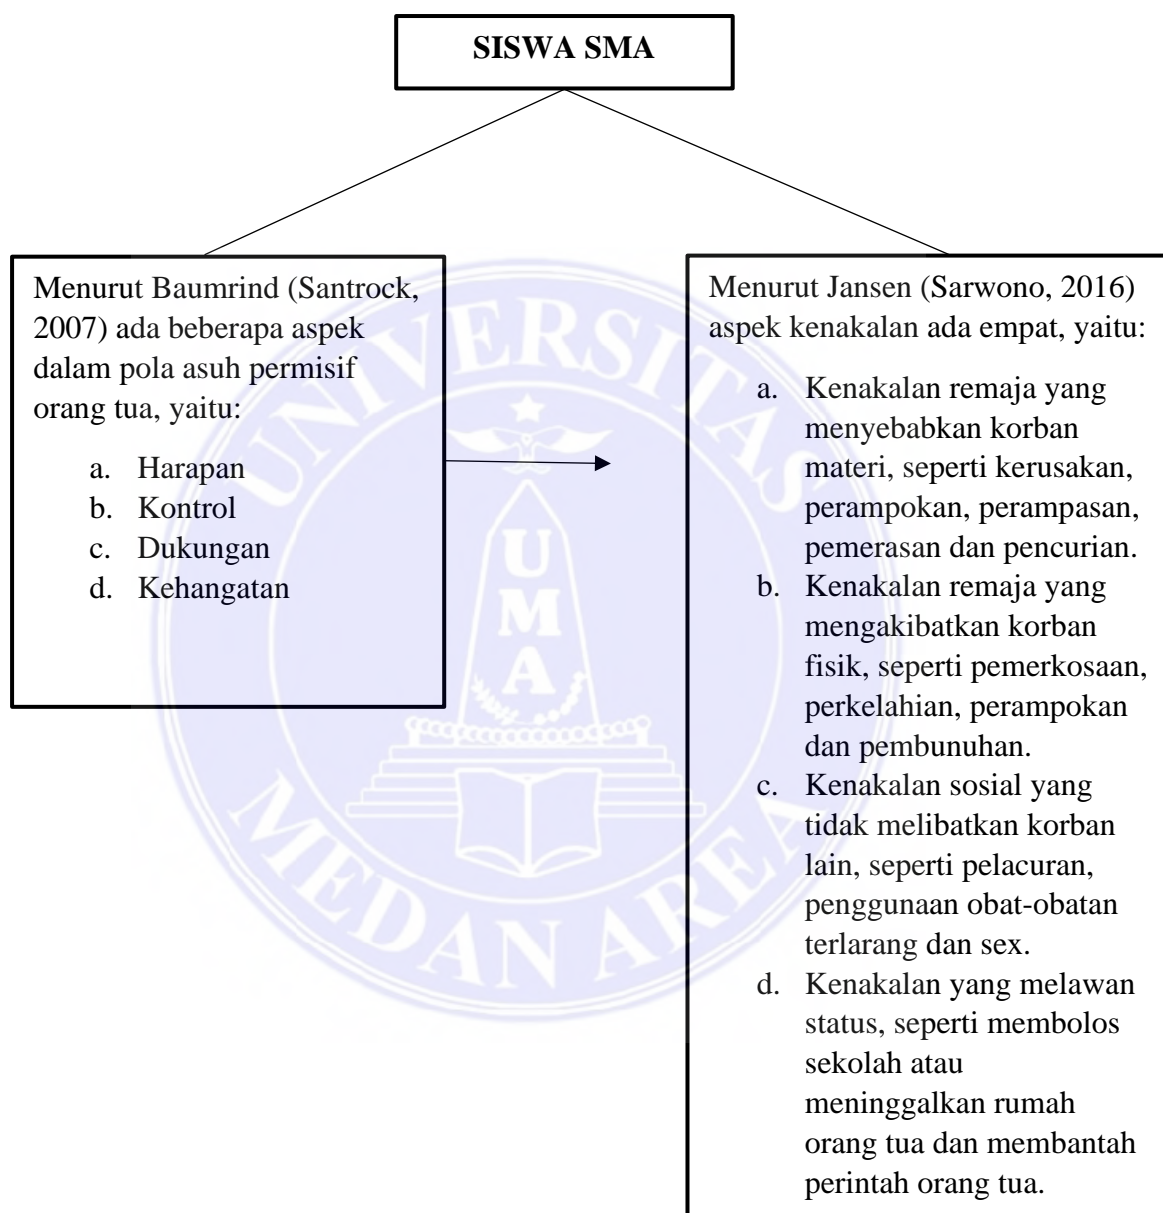 SISWA SMA
Menurut Baumrind (Santrock,
2007) ada beberapa aspek
dalam pola asuh permisif
orang tua, yaitu:
a. Harapan
b. Kontrol
c. Dukungan
d. Kehangatan
Menurut Jansen (Sarwono, 2016)
aspek kenakalan ada empat, yaitu:
a. Kenakalan remaja yang
menyebabkan korban
materi, seperti kerusakan,
perampokan, perampasan,
pemerasan dan pencurian.
b. Kenakalan remaja yang
mengakibatkan korban
fisik, seperti pemerkosaan,
perkelahian, perampokan
dan pembunuhan.
c. Kenakalan sosial yang
tidak melibatkan korban
lain, seperti pelacuran,
penggunaan obat-obatan
terlarang dan sex.
d. Kenakalan yang melawan
status, seperti membolos
sekolah atau
meninggalkan rumah
orang tua dan membantah
perintah orang tua.
UNIVERSITAS
UMA
MEDAN AREA